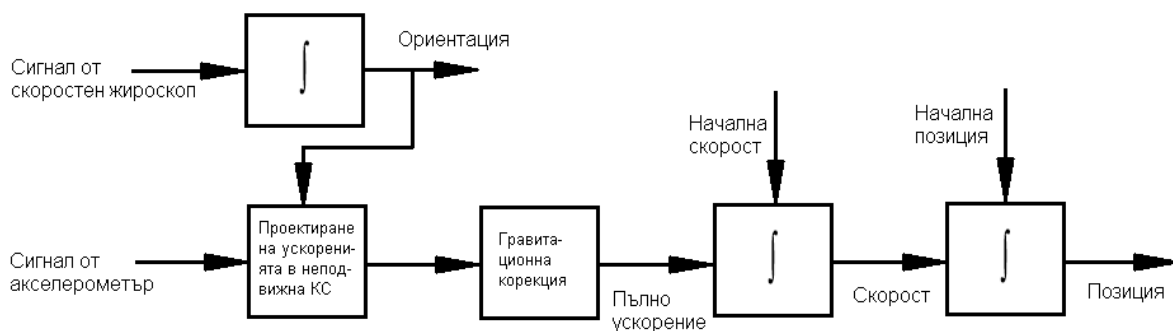 Сигнал от
скоростен жироскоп
∫
Ориентация
Начална
скорост
Начална
позиция
Сигнал от
акселерометър
Проектиране
на ускорени-
ята в непод-
вижна КС
Гравита-
ционна
корекция
Пълно
ускорение
∫
Скорост
∫
Позиция